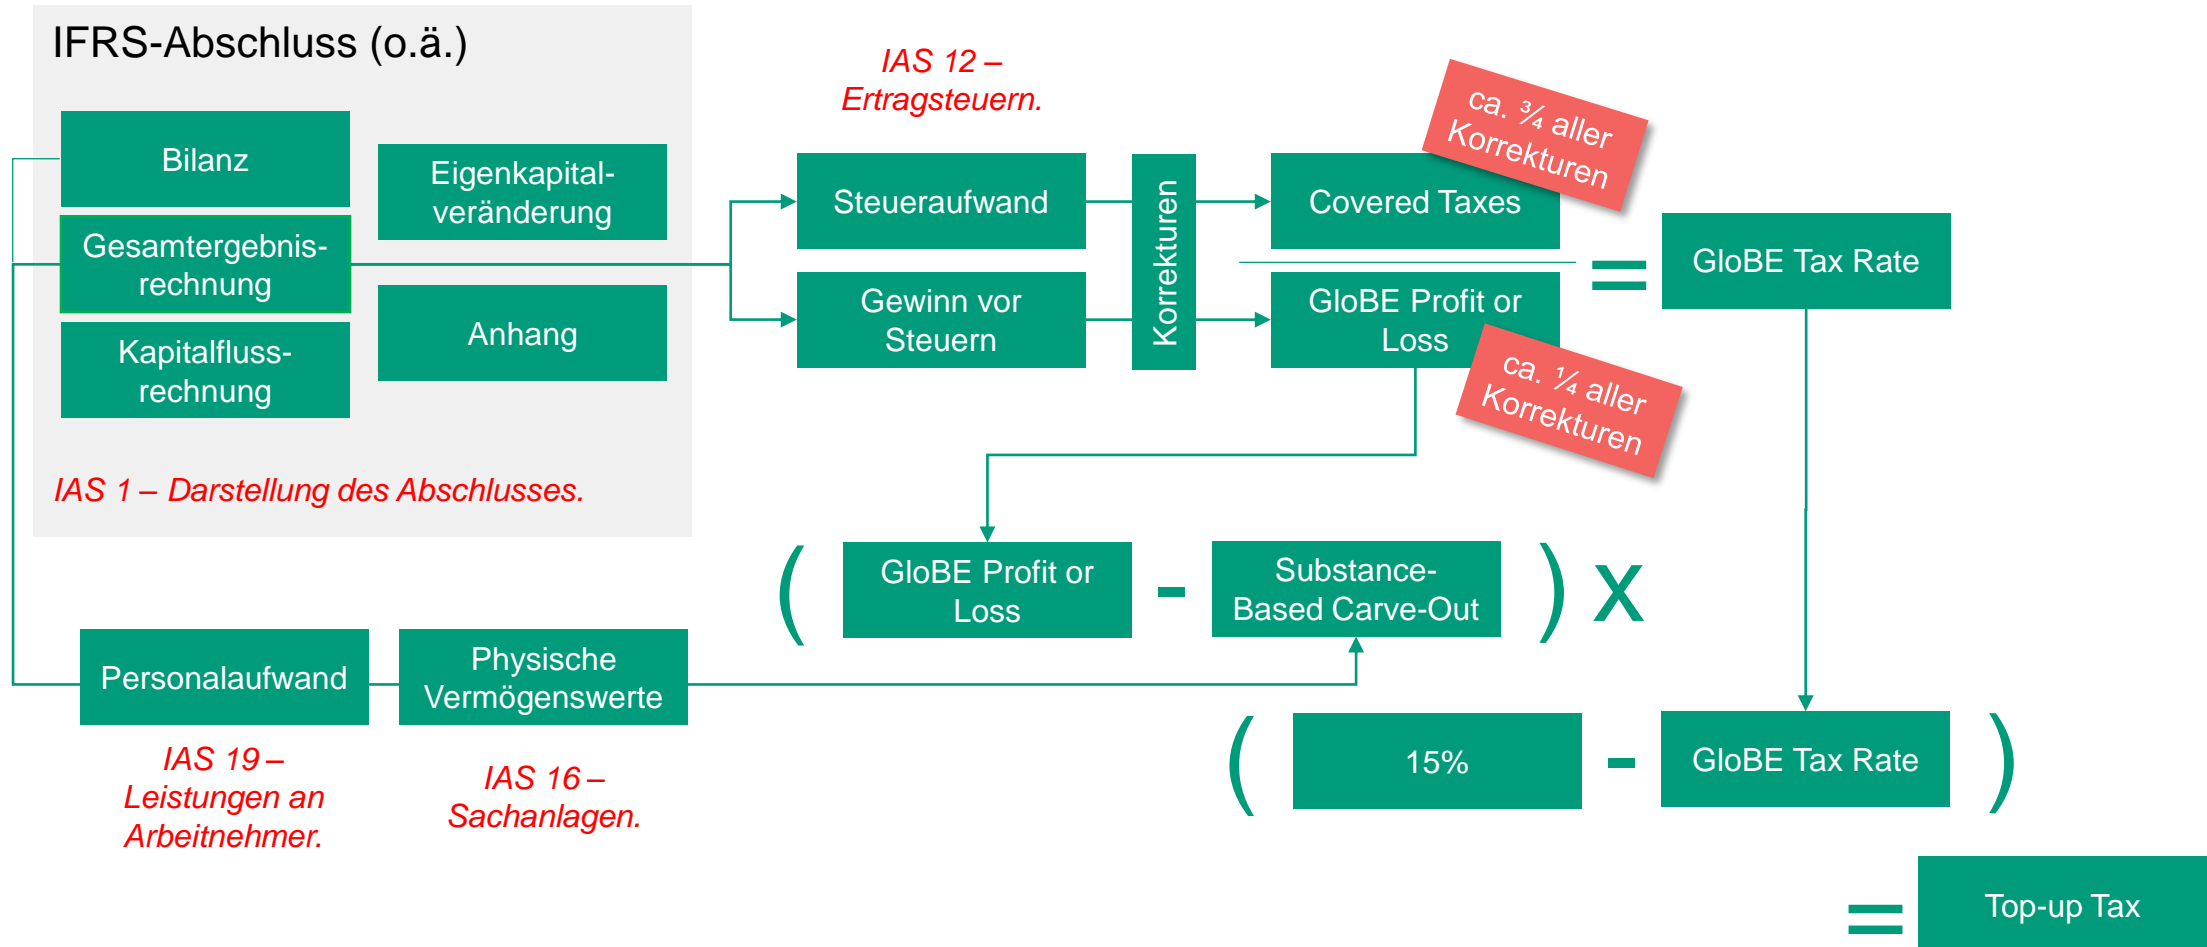 IFRS-Abschluss (o.ä.)
Bilanz
Eigenkapital-
veränderung
Gesamtergebnis-
rechnung
Kapitalfluss-
rechnung
Anhang
IAS 1 – Darstellung des Abschlusses.
IAS 12 –
Ertragsteuern.
Steueraufwand
Gewinn vor
Steuern
Korrekturen
Covered Taxes
ca. ¾ aller
Korrekturen
GloBE Profit or
Loss
ca. ¼ aller
Korrekturen
=
GloBE Tax Rate
(
GloBE Profit or
Loss
-
Substance-
Based Carve-Out
) x
Personalaufwand
Physische
Vermögenswerte
IAS 19 –
Leistungen an
Arbeitnehmer.
IAS 16 –
Sachanlagen.
(
15%
-
GloBE Tax Rate
)
=
Top-up Tax